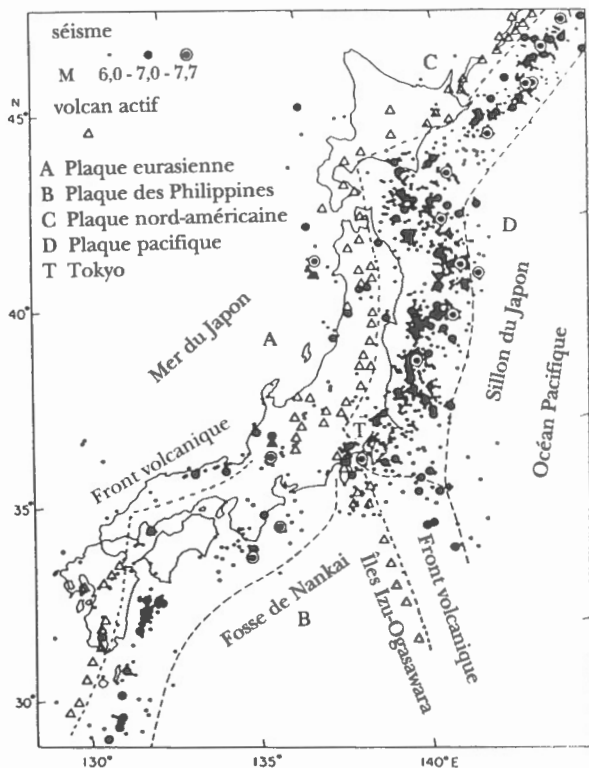 séisme
M 6,0 - 7,0 - 7,7
volcan actif
A Plaque eurasienne
B Plaque des Philippines
C Plaque nord-américaine
D Plaque pacifique
T Tokyo
N
45°
40°
35°
30°
C
D
A
T
B
Mer du Japon
Sillon du Japon
Océan Pacifique
Front volcanique
Fosse de Nankai
Îles Izu-Ogasawara
Front volcanique
130°
135°
140°E